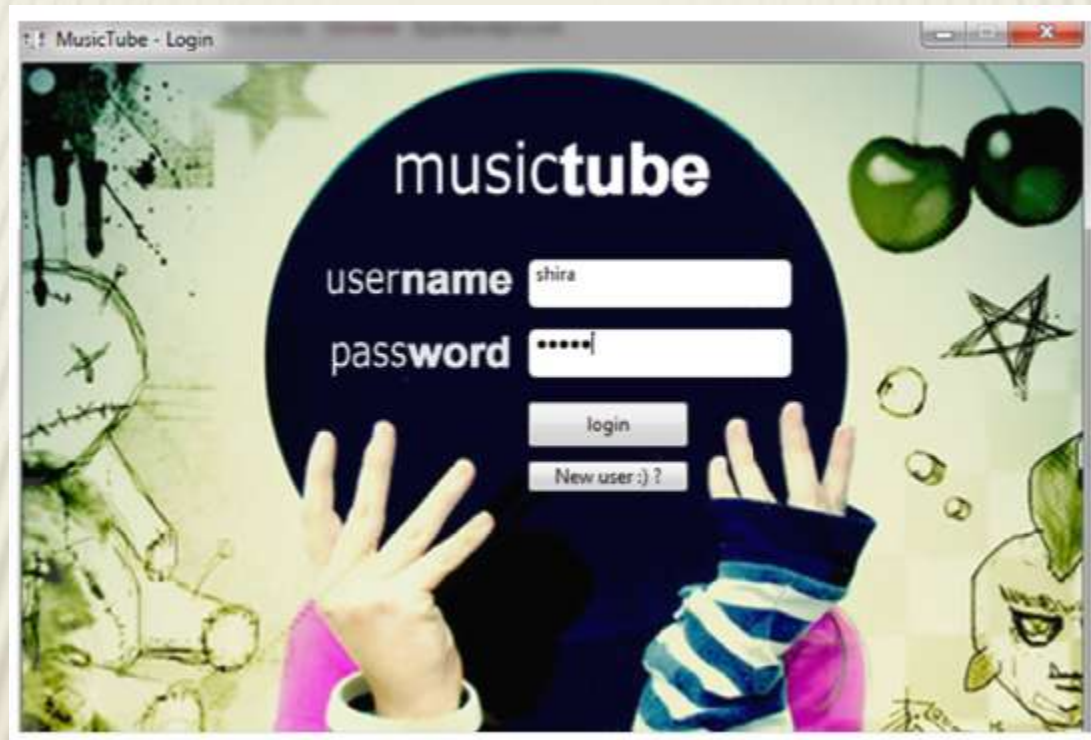 MusicTube - Login
musictube
username shira
password •••••
login
New user :) ?